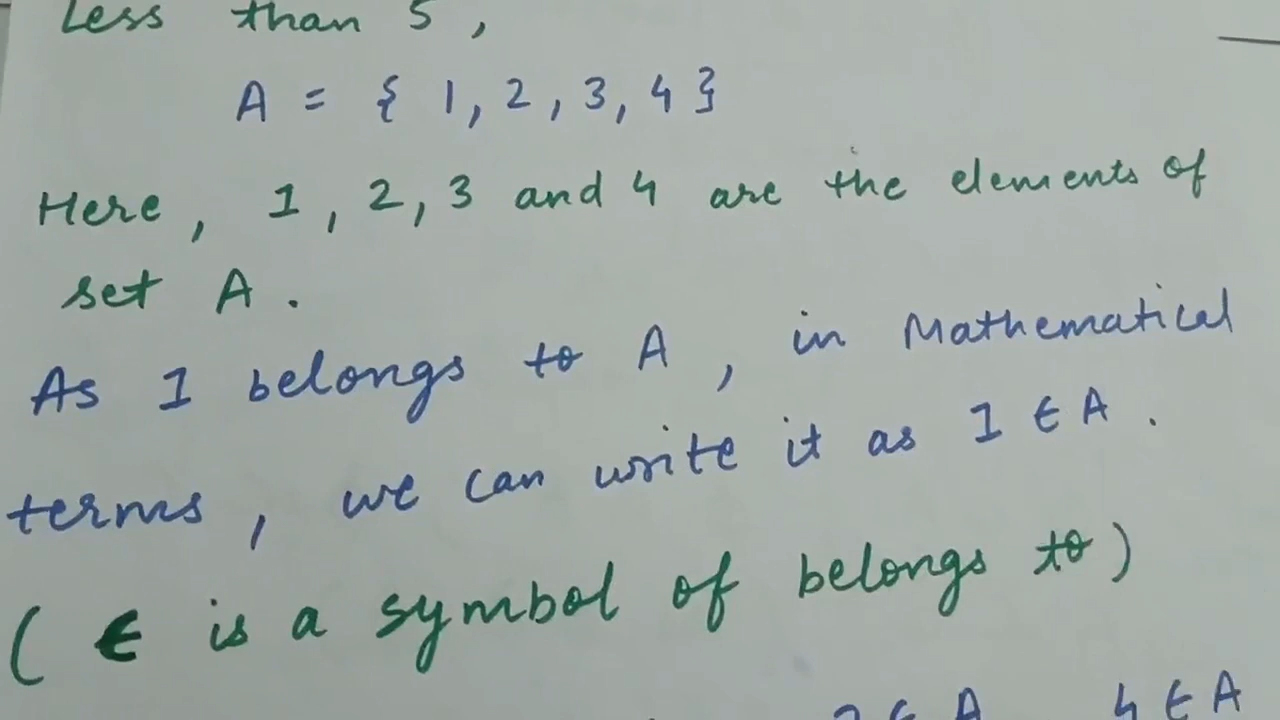 Less than 5,
A = { 1, 2, 3, 4 }
Here, 1, 2, 3 and 4 are the elements of
set A.
As 1 belongs to A, in Mathematical
terms, we can write it as 1 ∈ A.
( ∈ is a symbol of belongs to )
∈ A 4 ∈ A